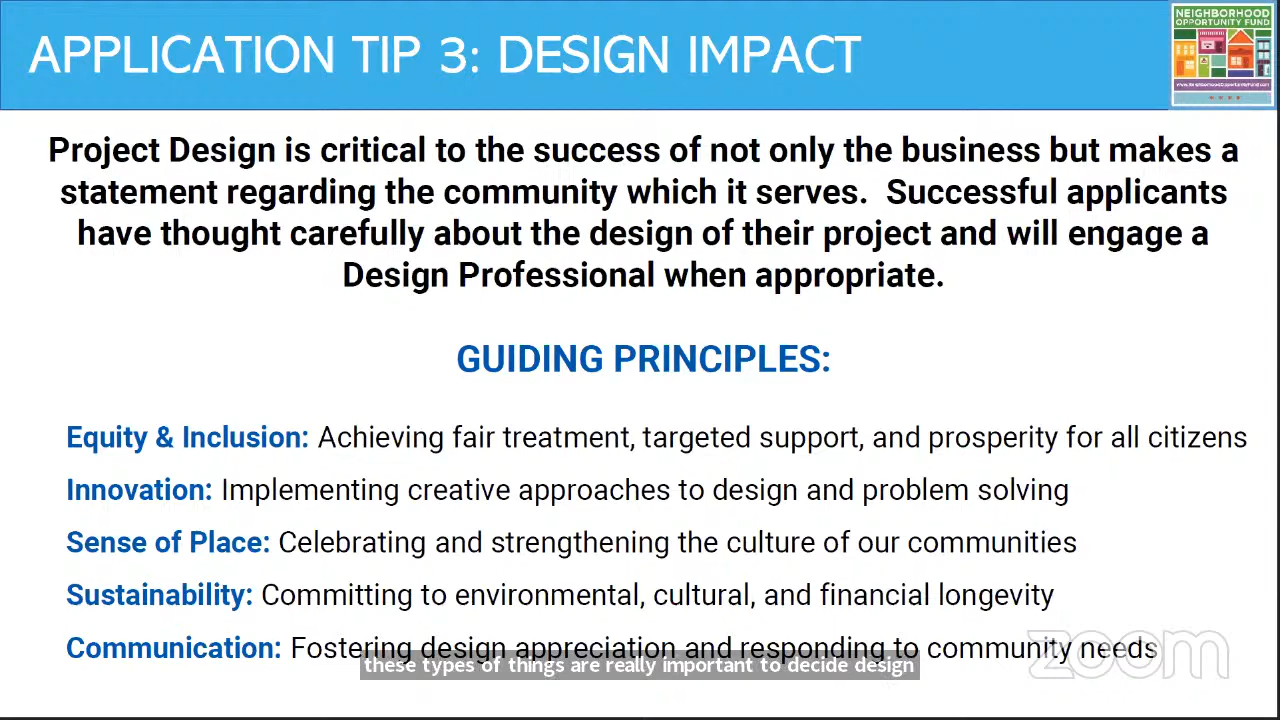 APPLICATION TIP 3: DESIGN IMPACT
NEIGHBORHOOD
OPPORTUNITY FUND
www.neighborhoodopportunityfund.com
Project Design is critical to the success of not only the business but makes a
statement regarding the community which it serves.  Successful applicants
have thought carefully about the design of their project and will engage a
Design Professional when appropriate.
GUIDING PRINCIPLES:
Equity & Inclusion: Achieving fair treatment, targeted support, and prosperity for all citizens
Innovation: Implementing creative approaches to design and problem solving
Sense of Place: Celebrating and strengthening the culture of our communities
Sustainability: Committing to environmental, cultural, and financial longevity
Communication: Fostering design appreciation and responding to community needs
zoom
these types of things are really important to decide design